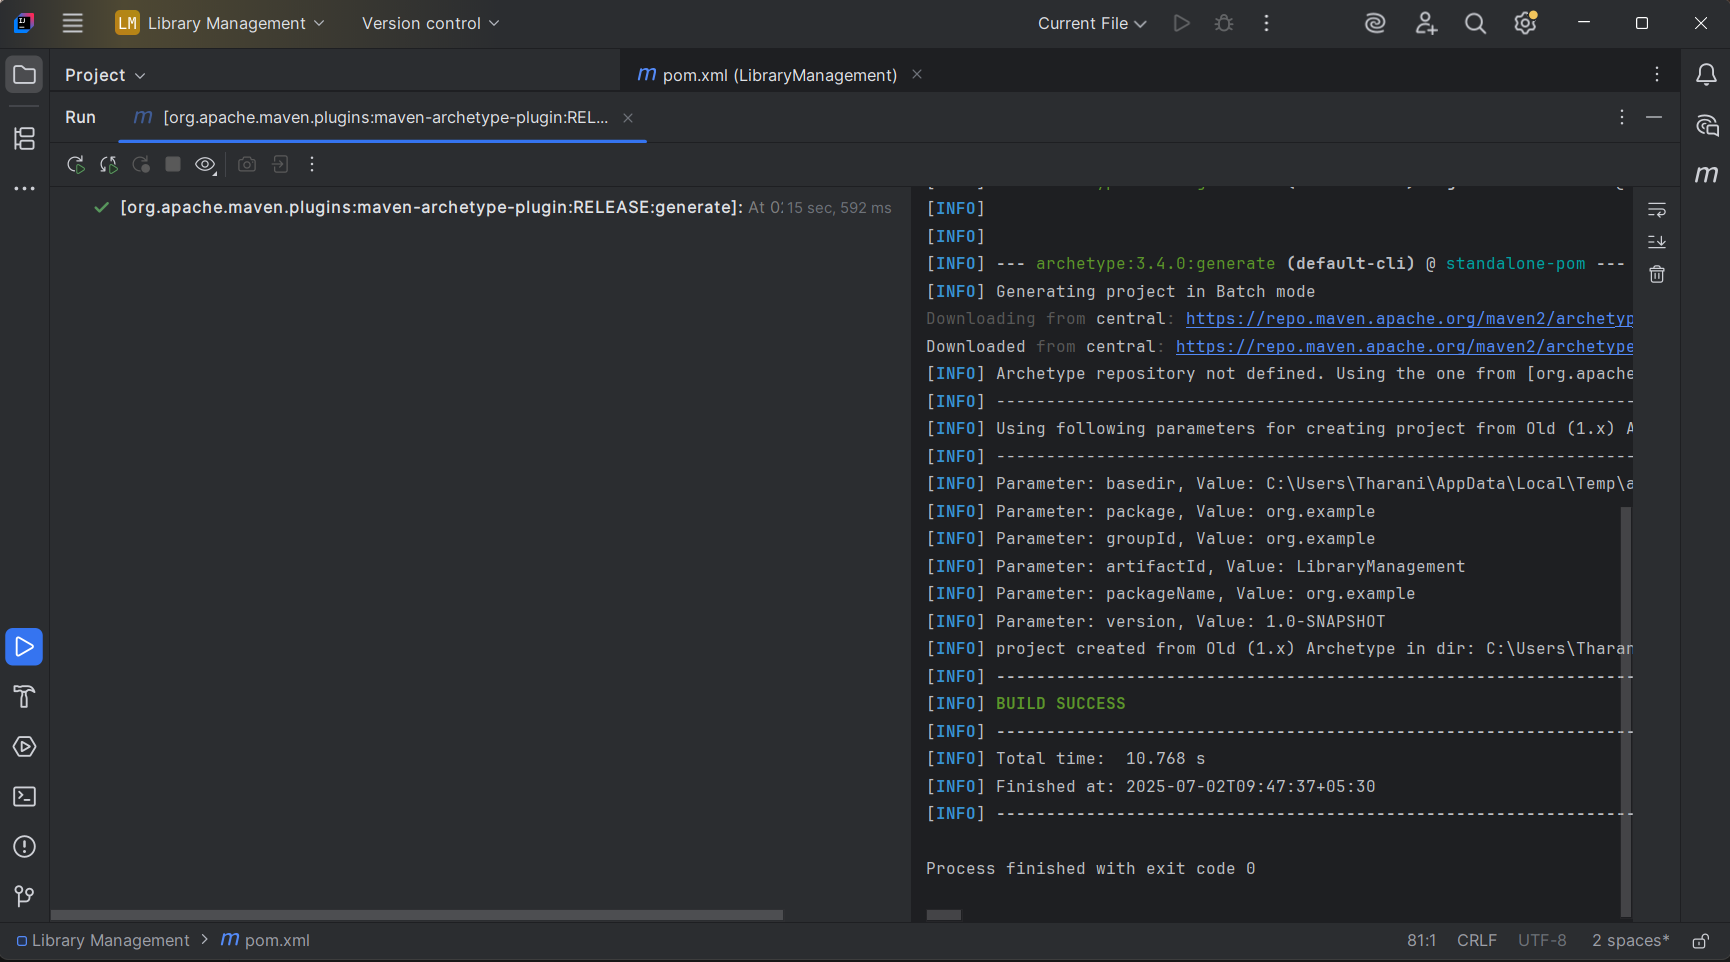 LM Library Management Version control Current File
Project
m pom.xml (LibraryManagement)
Run m [org.apache.maven.plugins:maven-archetype-plugin:REL...
[org.apache.maven.plugins:maven-archetype-plugin:RELEASE:generate]: At 15 sec, 592 ms
[INFO]
[INFO]
[INFO] --- archetype:3.4.0:generate (default-cli) @ standalone-pom ---
[INFO] Generating project in Batch mode
Downloading from central: https://repo.maven.apache.org/maven2/archetyp
Downloaded from central: https://repo.maven.apache.org/maven2/archetype
[INFO] Archetype repository not defined. Using the one from [org.apache
[INFO] ----------------------------------------------------------------
[INFO] Using following parameters for creating project from Old (1.x) A
[INFO] ----------------------------------------------------------------
[INFO] Parameter: basedir, Value: C:\Users\Tharani\AppData\Local\Temp\a
[INFO] Parameter: package, Value: org.example
[INFO] Parameter: groupId, Value: org.example
[INFO] Parameter: artifactId, Value: LibraryManagement
[INFO] Parameter: packageName, Value: org.example
[INFO] Parameter: version, Value: 1.0-SNAPSHOT
[INFO] project created from Old (1.x) Archetype in dir: C:\Users\Tharan
[INFO] ----------------------------------------------------------------
[INFO] BUILD SUCCESS
[INFO] ----------------------------------------------------------------
[INFO] Total time:  10.768 s
[INFO] Finished at: 2025-07-02T09:47:37+05:30
[INFO] ----------------------------------------------------------------
Process finished with exit code 0
Library Management > m pom.xml 81:1 CRLF UTF-8 2 spaces*